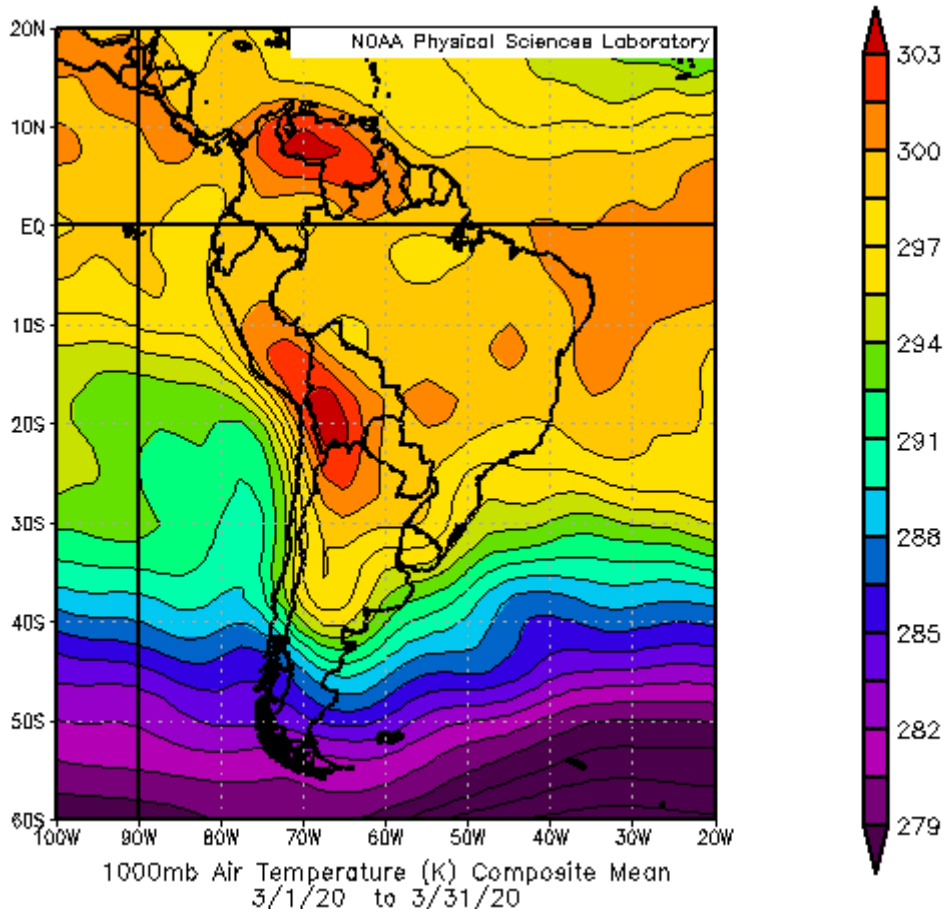 NOAA Physical Sciences Laboratory
20N
10N
EQ
10S
20S
30S
40S
50S
60S
100W 90W 80W 70W 60W 50W 40W 30W 20W
303
300
297
294
291
288
285
282
279
1000mb Air Temperature (K) Composite Mean
3/1/20 to 3/31/20